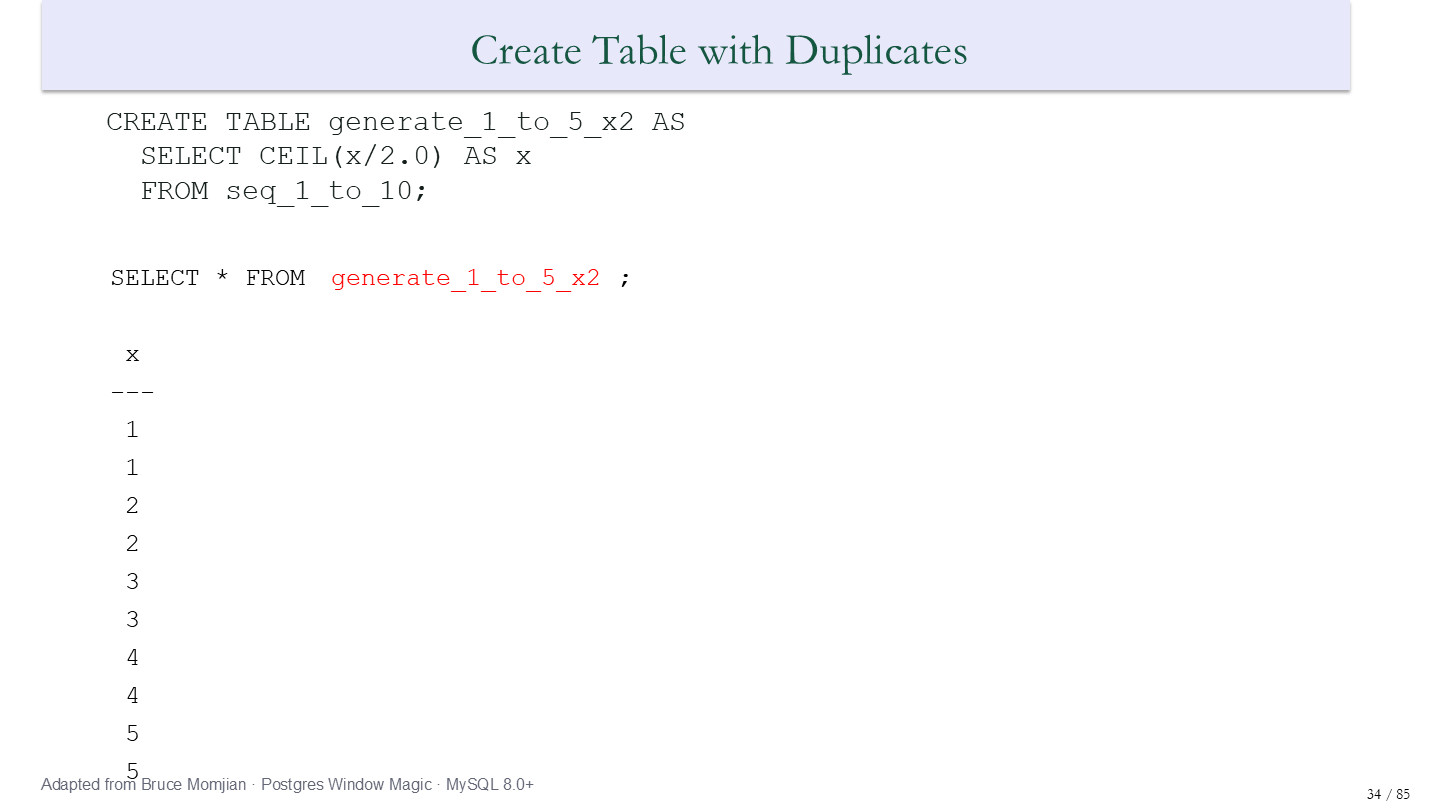 Create Table with Duplicates
CREATE TABLE generate_1_to_5_x2 AS
SELECT CEIL(x/2.0) AS x
FROM seq_1_to_10;
SELECT * FROM generate_1_to_5_x2 ;
x
---
1
1
2
2
3
3
4
4
5
5
Adapted from Bruce Momjian · Postgres Window Magic · MySQL 8.0+
34 / 85